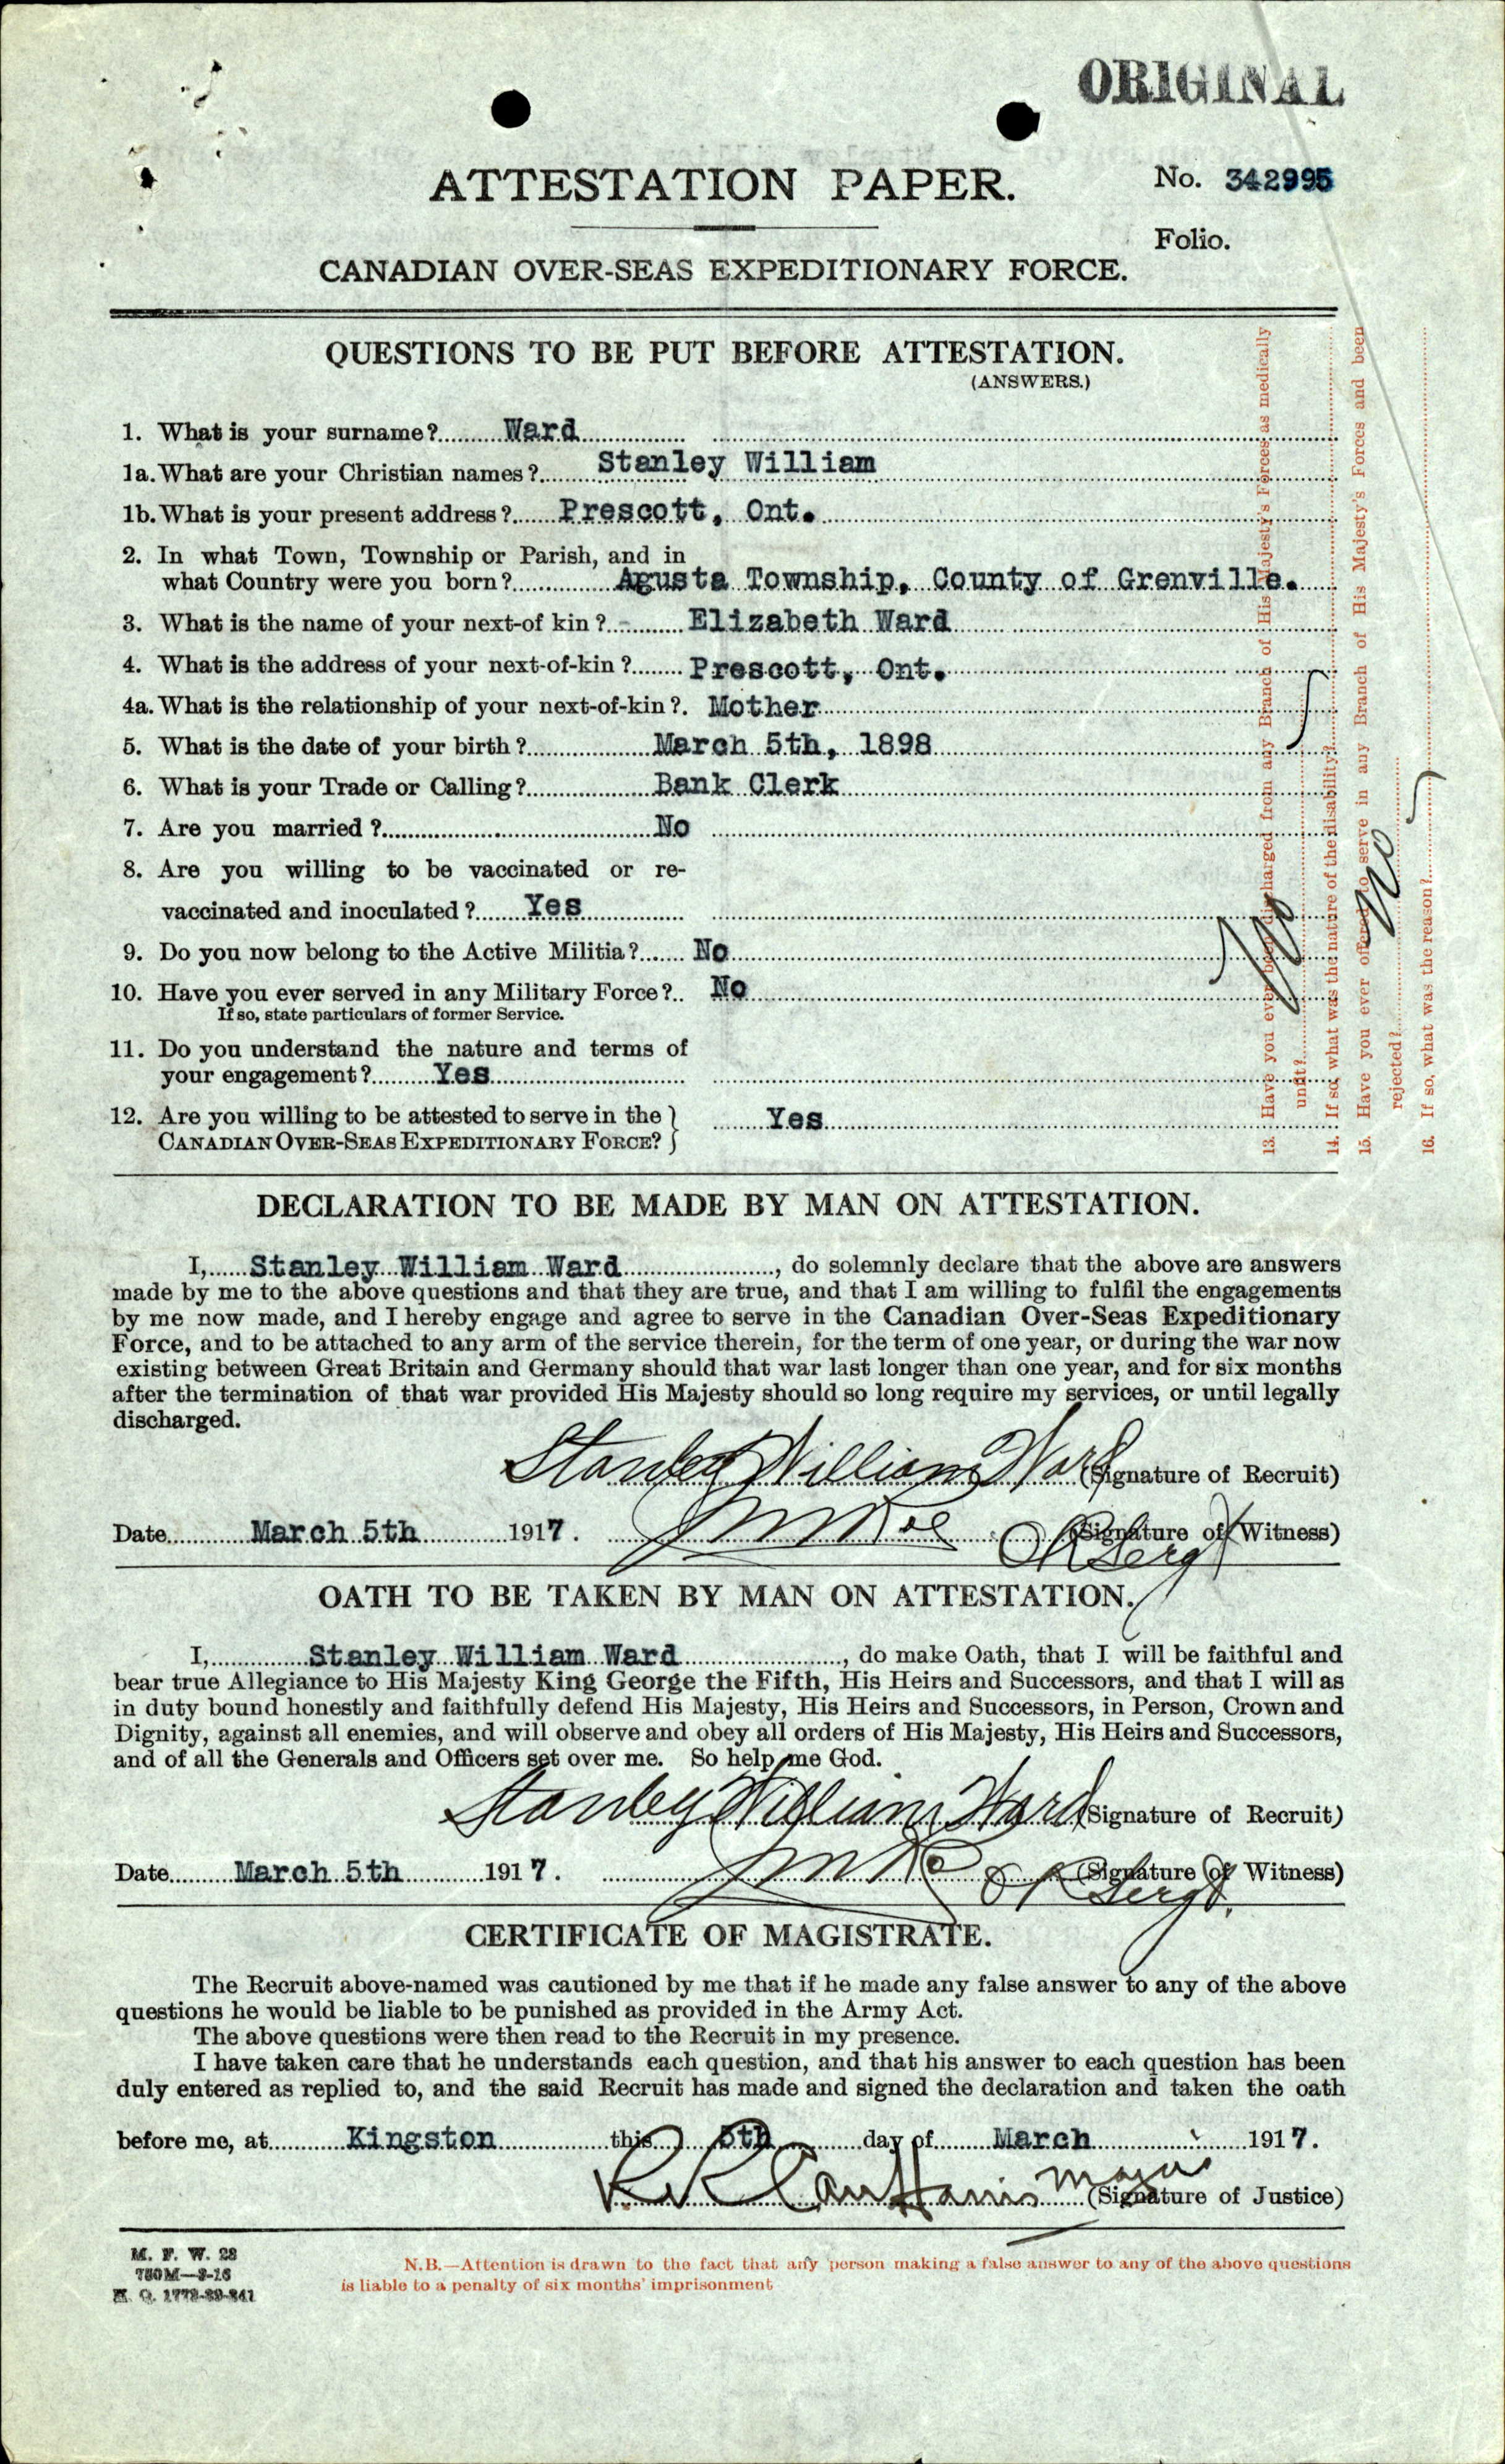 ORIGINAL
ATTESTATION PAPER.
No. 342995
Folio.
CANADIAN OVER-SEAS EXPEDITIONARY FORCE.
QUESTIONS TO BE PUT BEFORE ATTESTATION.
(ANSWERS.)
1. What is your surname? Ward
1a. What are your Christian names? Stanley William
1b. What is your present address? Prescott, Ont.
2. In what Town, Township or Parish, and in
what Country were you born? Agusta Township, County of Grenville.
3. What is the name of your next-of kin? Elizabeth Ward
4. What is the address of your next-of-kin? Prescott, Ont.
4a. What is the relationship of your next-of-kin? Mother
5. What is the date of your birth? March 5th, 1898
6. What is your Trade or Calling? Bank Clerk
7. Are you married? No
8. Are you willing to be vaccinated or re-
vaccinated and inoculated? Yes
9. Do you now belong to the Active Militia? No
10. Have you ever served in any Military Force? No
If so, state particulars of former Service.
11. Do you understand the nature and terms of
your engagement? Yes
12. Are you willing to be attested to serve in the
CANADIAN OVER-SEAS EXPEDITIONARY FORCE? Yes
13. Have you ever been discharged from any Branch of His Majesty's Forces as medically
unfit? No
14. If so, what was the nature of the disability?
15. Have you ever offered to serve in any Branch of His Majesty's Forces and been
rejected? No
16. If so, what was the reason?
DECLARATION TO BE MADE BY MAN ON ATTESTATION.
I, Stanley William Ward, do solemnly declare that the above are answers
made by me to the above questions and that they are true, and that I am willing to fulfil the engagements
by me now made, and I hereby engage and agree to serve in the Canadian Over-Seas Expeditionary
Force, and to be attached to any arm of the service therein, for the term of one year, or during the war now
existing between Great Britain and Germany should that war last longer than one year, and for six months
after the termination of that war provided His Majesty should so long require my services, or until legally
discharged.
Stanley William Ward (Signature of Recruit)
Date March 5th 1917. (Signature of Witness)
OATH TO BE TAKEN BY MAN ON ATTESTATION.
I, Stanley William Ward, do make Oath, that I will be faithful and
bear true Allegiance to His Majesty King George the Fifth, His Heirs and Successors, and that I will as
in duty bound honestly and faithfully defend His Majesty, His Heirs and Successors, in Person, Crown and
Dignity, against all enemies, and will observe and obey all orders of His Majesty, His Heirs and Successors,
and of all the Generals and Officers set over me. So help me God.
Stanley William Ward (Signature of Recruit)
Date March 5th 1917. (Signature of Witness)
CERTIFICATE OF MAGISTRATE.
The Recruit above-named was cautioned by me that if he made any false answer to any of the above
questions he would be liable to be punished as provided in the Army Act.
The above questions were then read to the Recruit in my presence.
I have taken care that he understands each question, and that his answer to each question has been
duly entered as replied to, and the said Recruit has made and signed the declaration and taken the oath
before me, at Kingston this 5th day of March 1917.
(Signature of Justice)
M. F. W. 23
750M—8-16
H. Q. 1772-39-841
N.B.—Attention is drawn to the fact that any person making a false answer to any of the above questions
is liable to a penalty of six months' imprisonment